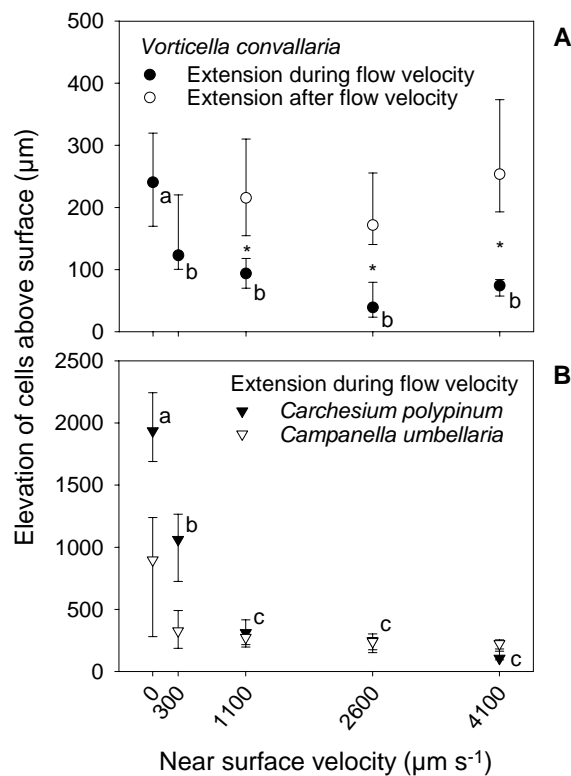 A
Vorticella convallaria
Extension during flow velocity
Extension after flow velocity
500
400
300
200
100
0
a
b
*
b
*
b
*
b
B
Extension during flow velocity
Carchesium polypinum
Campanella umbellaria
2500
2000
1500
1000
500
0
a
b
c
c
c
0
300
1100
2600
4100
Elevation of cells above surface (µm)
Near surface velocity (µm s-1)